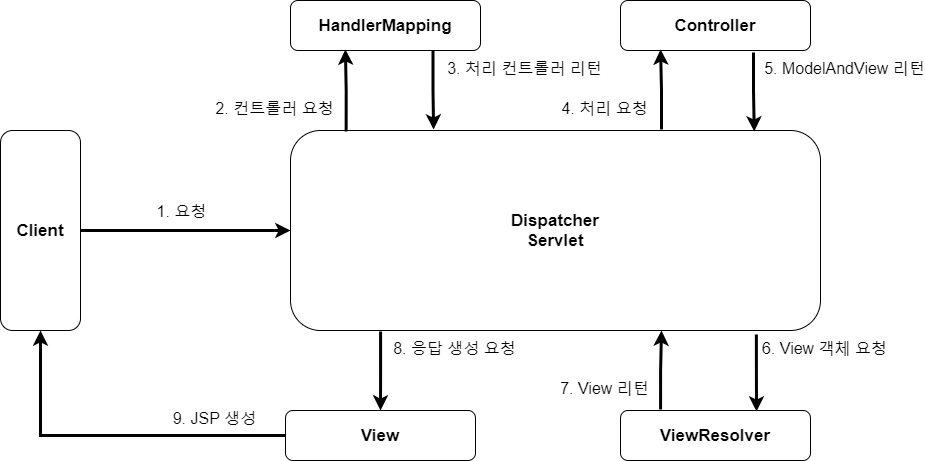 HandlerMapping
Controller
3. 처리 컨트롤러 리턴
5. ModelAndView 리턴
2. 컨트롤러 요청
4. 처리 요청
1. 요청
Client
Dispatcher
Servlet
8. 응답 생성 요청
6. View 객체 요청
7. View 리턴
9. JSP 생성
View
ViewResolver